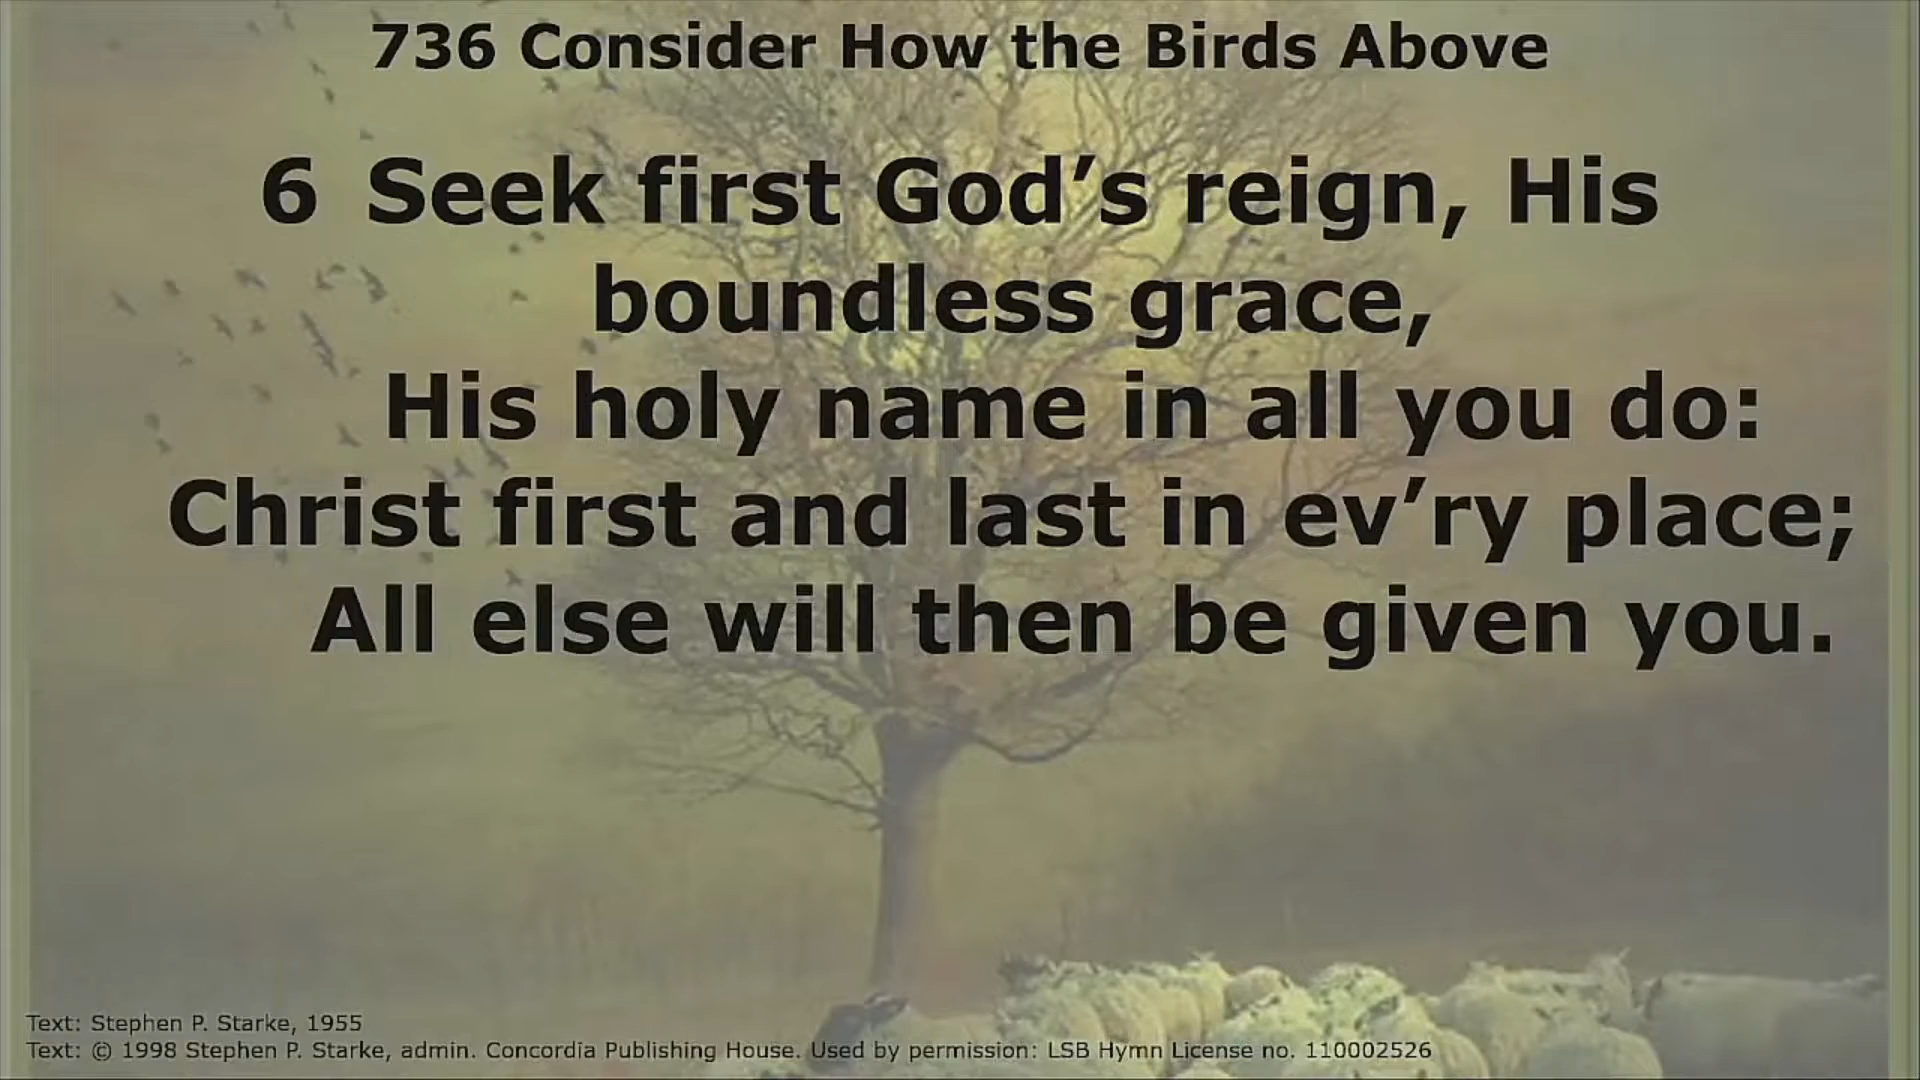 736 Consider How the Birds Above
6 Seek first God’s reign, His
boundless grace,
His holy name in all you do:
Christ first and last in ev’ry place;
All else will then be given you.
Text: Stephen P. Starke, 1955
Text: © 1998 Stephen P. Starke, admin. Concordia Publishing House. Used by permission: LSB Hymn License no. 110002526